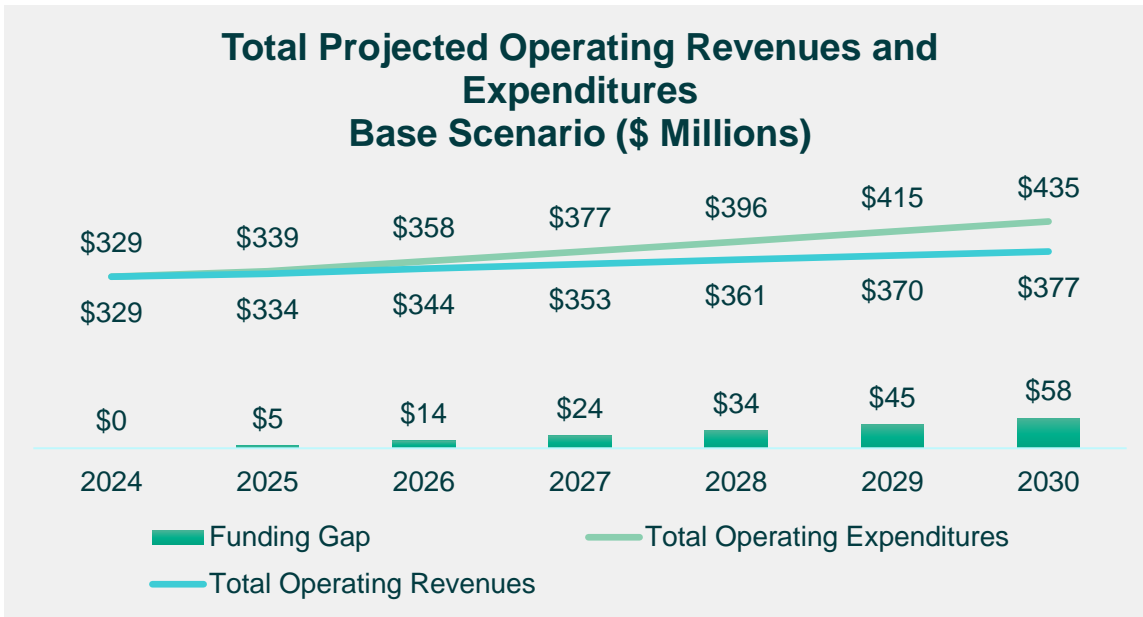 Total Projected Operating Revenues and
Expenditures
Base Scenario ($ Millions)
$329 $339 $358 $377 $396 $415 $435
$329 $334 $344 $353 $361 $370 $377
$0 $5 $14 $24 $34 $45 $58
2024 2025 2026 2027 2028 2029 2030
Funding Gap Total Operating Expenditures
Total Operating Revenues